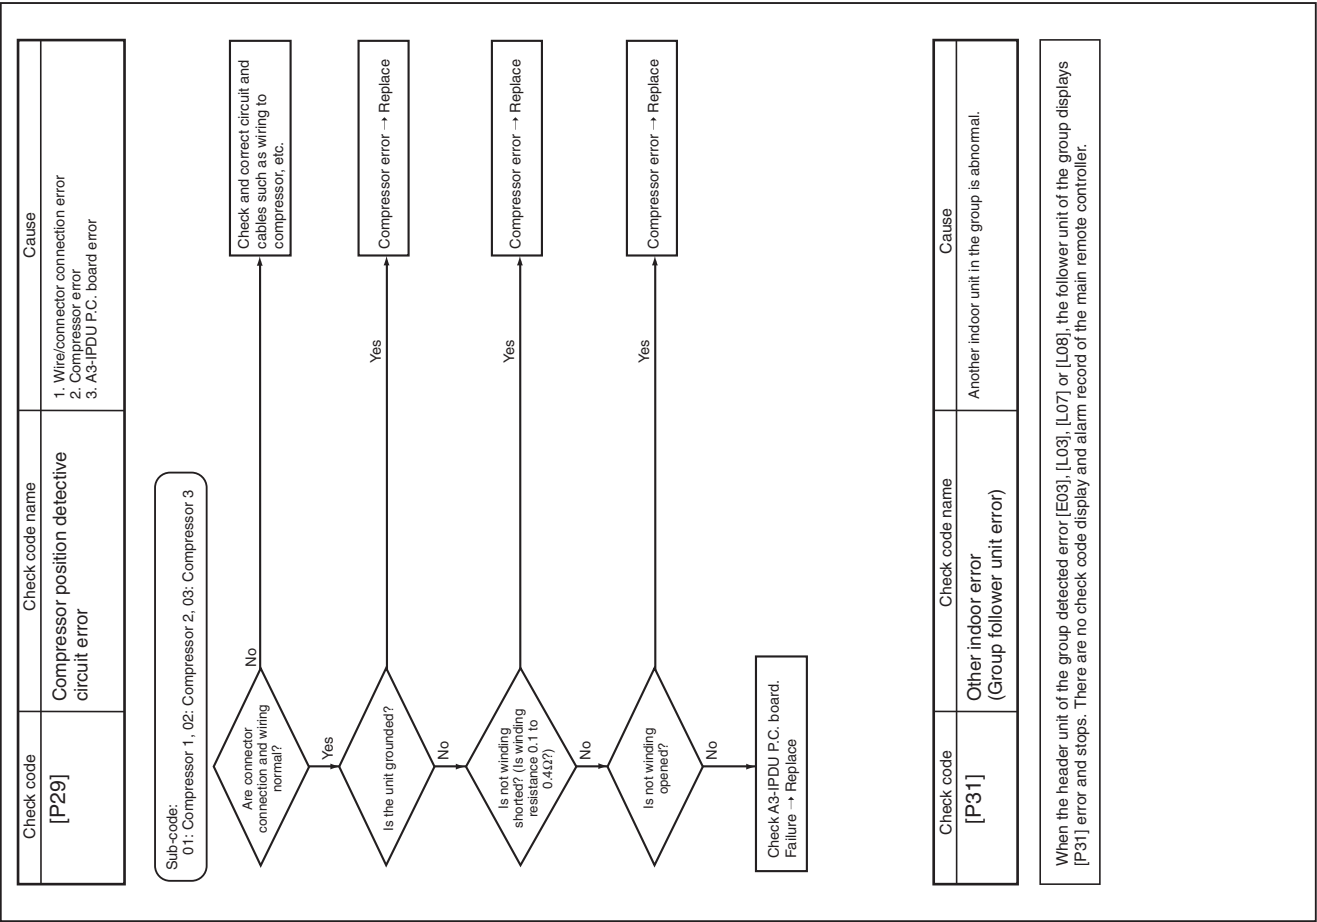 Check code
Check code name
Cause
[P29]
Compressor position detective
circuit error
1. Wire/connector connection error
2. Compressor error
3. A3-IPDU P.C. board error
Sub-code:
01: Compressor 1, 02: Compressor 2, 03: Compressor 3
Are connector
connection and wiring
normal?
No
Check and correct circuit and
cables such as wiring to
compressor, etc.
Yes
Is the unit grounded?
Yes
Compressor error → Replace
No
Is not winding
shorted? (Is winding
resistance 0.1 to
0.4Ω?)
Yes
Compressor error → Replace
No
Is not winding
opened?
Yes
Compressor error → Replace
No
Check A3-IPDU P.C. board.
Failure → Replace
Check code
Check code name
Cause
[P31]
Other indoor error
(Group follower unit error)
Another indoor unit in the group is abnormal.
When the header unit of the group detected error [E03], [L03], [L07] or [L08], the follower unit of the group displays
[P31] error and stops. There are no check code display and alarm record of the main remote controller.